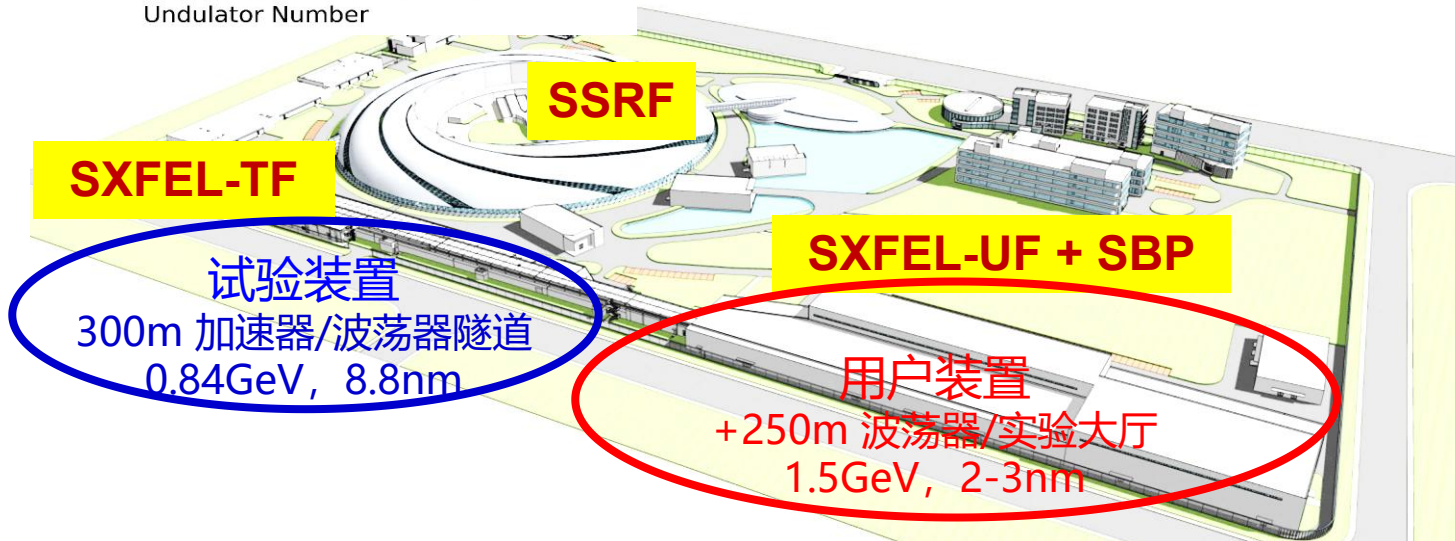 Undulator Number
SSRF
SXFEL-TF
试验装置
300m 加速器/波荡器隧道
0.84GeV，8.8nm
SXFEL-UF + SBP
用户装置
+250m 波荡器/实验大厅
1.5GeV，2-3nm